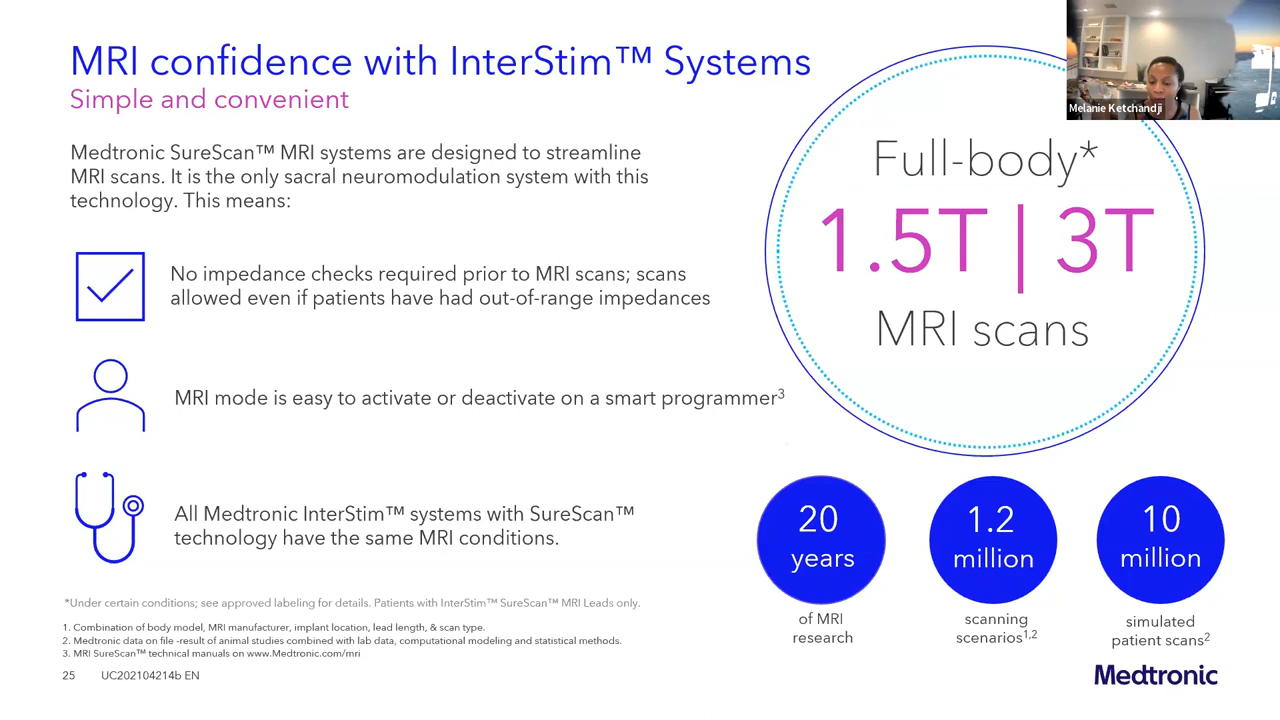 MRI confidence with InterStim™ Systems
Simple and convenient
Medtronic SureScan™ MRI systems are designed to streamline
MRI scans. It is the only sacral neuromodulation system with this
technology. This means:
No impedance checks required prior to MRI scans; scans
allowed even if patients have had out-of-range impedances
MRI mode is easy to activate or deactivate on a smart programmer³
All Medtronic InterStim™ systems with SureScan™
technology have the same MRI conditions.
Melanie Ketchandji
Full-body*
1.5T | 3T
MRI scans
20
years
of MRI
research
1.2
million
scanning
scenarios¹,²
10
million
simulated
patient scans²
*Under certain conditions; see approved labeling for details. Patients with InterStim™ SureScan™ MRI Leads only.
1. Combination of body model, MRI manufacturer, implant location, lead length, & scan type.
2. Medtronic data on file -result of animal studies combined with lab data, computational modeling and statistical methods.
3. MRI SureScan™ technical manuals on www.Medtronic.com/mri
25 UC202104214b EN
Medtronic